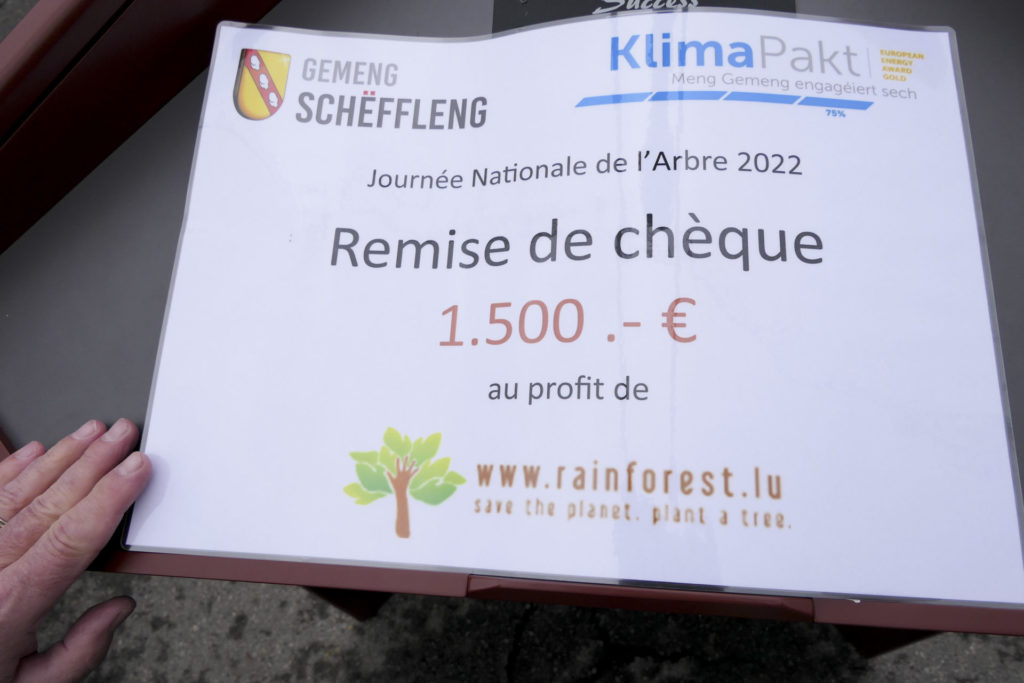 Success
GEMENG
SCHËFFLENG
KlimaPakt
EUROPEAN
ENERGY
AWARD
GOLD
Meng Gemeng engagéiert sech
75%
Journée Nationale de l'Arbre 2022
Remise de chèque
1.500 .- €
au profit de
www.rainforest.lu
save the planet. plant a tree.